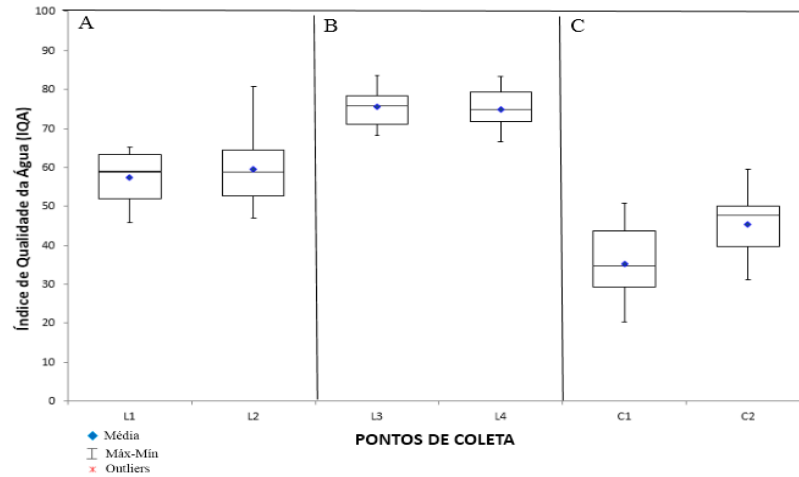 A
B
C
Índice de Qualidade da Água (IQA)
100
90
80
70
60
50
40
30
20
10
0
L1
L2
L3
L4
C1
C2
PONTOS DE COLETA
Média
Máx-Mín
Outliers